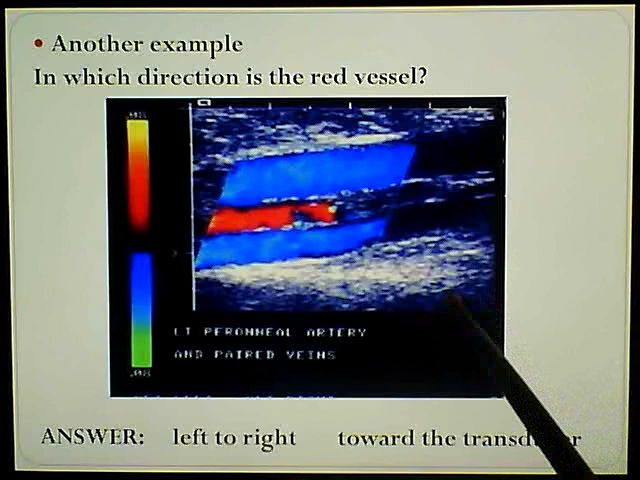 • Another example
In which direction is the red vessel?
LT PERONNEAL ARTERY
AND PAIRED VEINS
ANSWER: left to right toward the